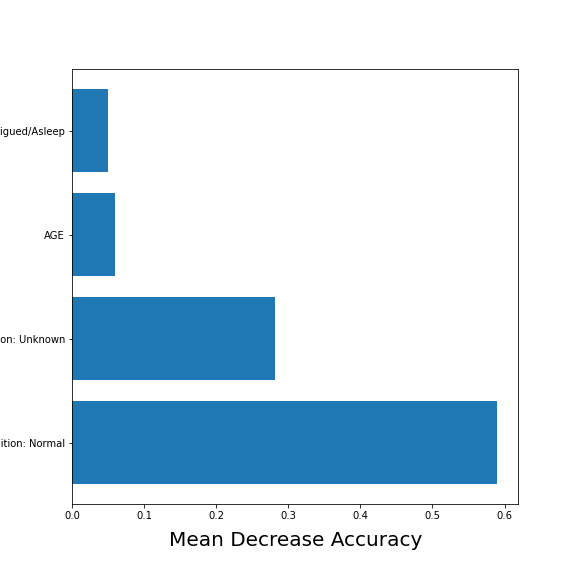 igued/Asleep
AGE
on: Unknown
ition: Normal
0.0 0.1 0.2 0.3 0.4 0.5 0.6
Mean Decrease Accuracy